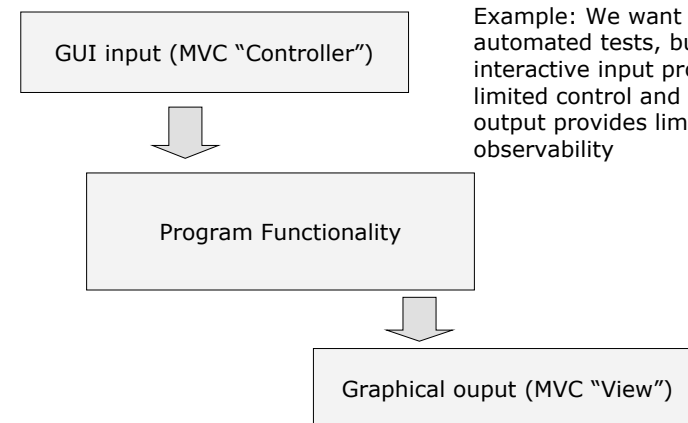 GUI input (MVC “Controller”)
Example: We want
automated tests, bu
interactive input pro
limited control and
output provides lim
observability
Program Functionality
Graphical ouput (MVC “View”)